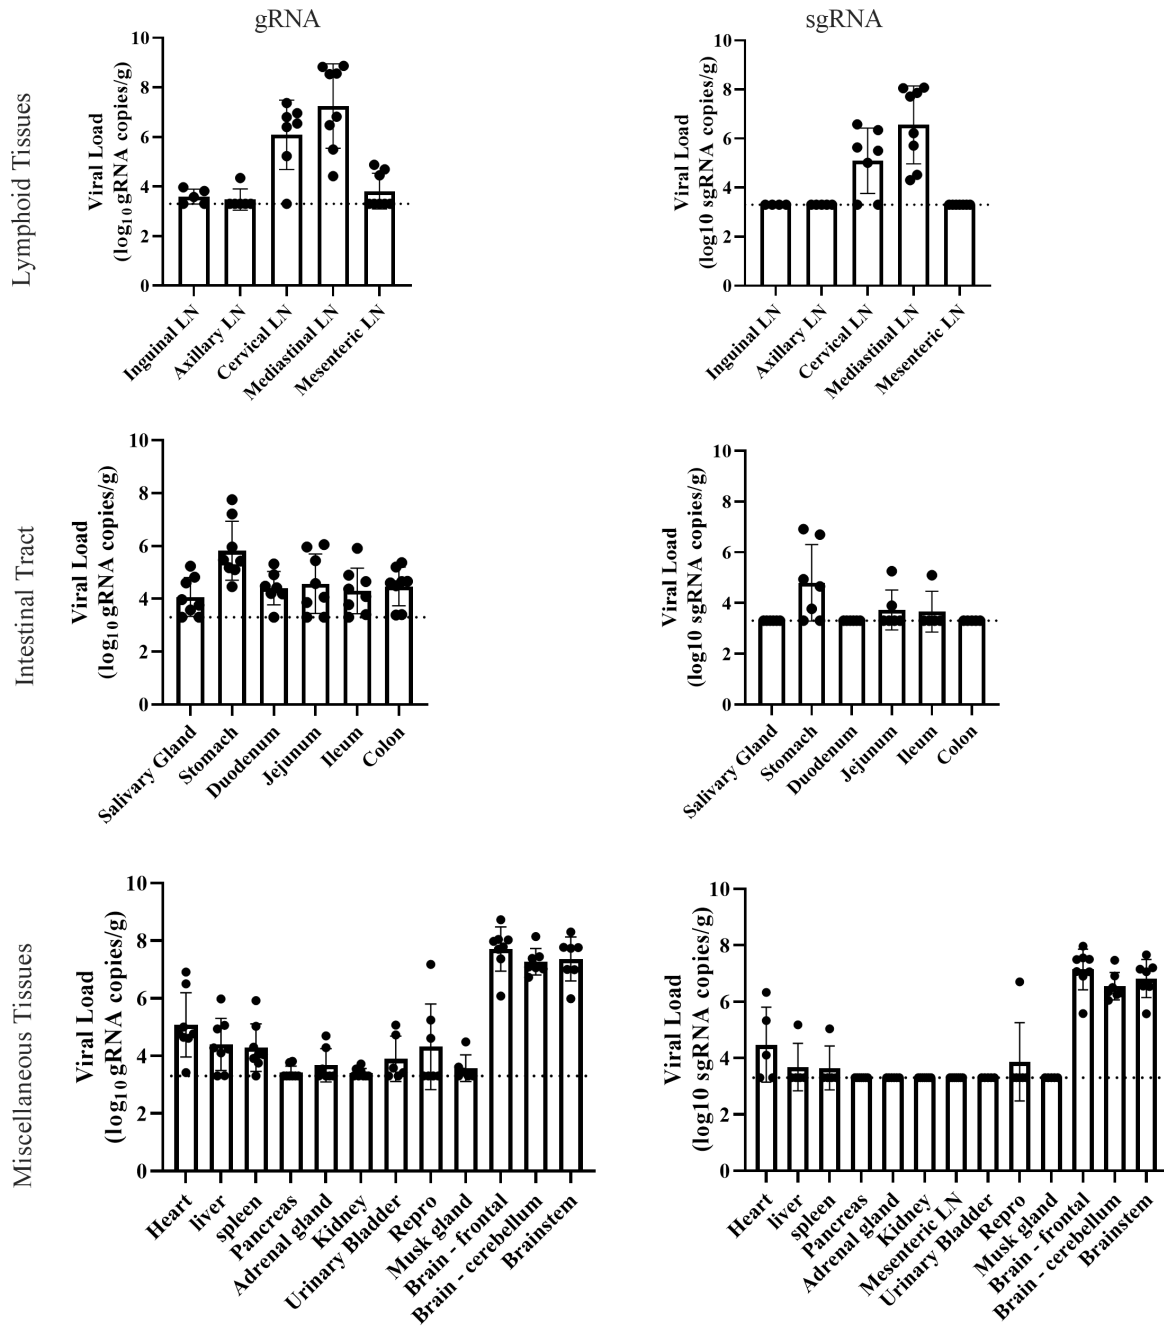 gRNA
sgRNA
Lymphoid Tissues
Viral Load
(log10 gRNA copies/g)
10
8
6
4
2
0
Inguinal LN
Axillary LN
Cervical LN
Mediastinal LN
Mesenteric LN
Viral Load
(log10 sgRNA copies/g)
10
8
6
4
2
0
Inguinal LN
Axillary LN
Cervical LN
Mediastinal LN
Mesenteric LN
Intestinal Tract
Viral Load
(log10 gRNA copies/g)
10
8
6
4
2
0
Salivary Gland
Stomach
Duodenum
Jejunum
Ileum
Colon
Viral Load
(log10 sgRNA copies/g)
10
8
6
4
2
0
Salivary Gland
Stomach
Duodenum
Jejunum
Ileum
Colon
Miscellaneous Tissues
Viral Load
(log10 gRNA copies/g)
10
8
6
4
2
0
Heart
liver
spleen
Pancreas
Adrenal gland
Kidney
Urinary Bladder
Repro
Musk gland
Brain - frontal
Brain - cerebellum
Brainstem
Viral Load
(log10 sgRNA copies/g)
10
8
6
4
2
0
Heart
liver
spleen
Pancreas
Adrenal gland
Kidney
Mesenteric LN
Urinary Bladder
Repro
Musk gland
Brain - frontal
Brain - cerebellum
Brainstem